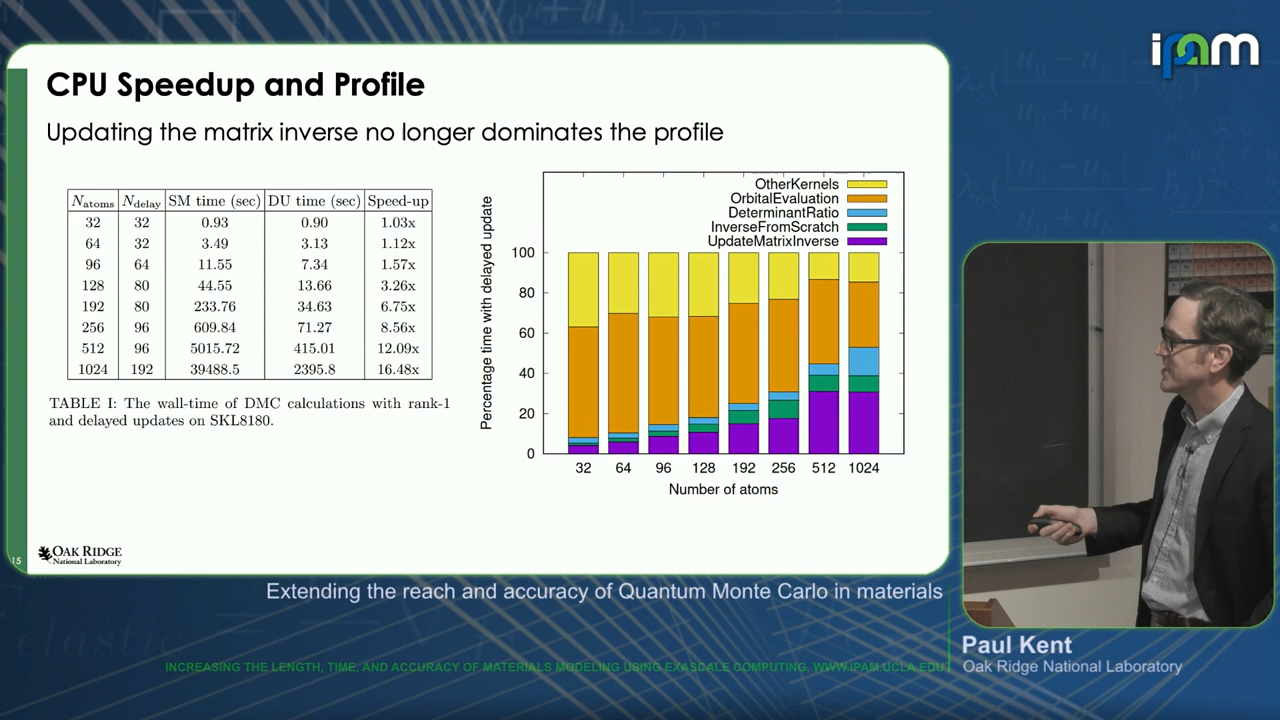 ipam
CPU Speedup and Profile
Updating the matrix inverse no longer dominates the profile
N_atoms N_delay SM time (sec) DU time (sec) Speed-up
32 32 0.93 0.90 1.03x
64 32 3.49 3.13 1.12x
96 64 11.55 7.34 1.57x
128 80 44.55 13.66 3.26x
192 80 233.76 34.63 6.75x
256 96 609.84 71.27 8.56x
512 96 5015.72 415.01 12.09x
1024 192 39488.5 2395.8 16.48x
TABLE I: The wall-time of DMC calculations with rank-1
and delayed updates on SKL8180.
OtherKernels
OrbitalEvaluation
DeterminantRatio
InverseFromScratch
UpdateMatrixInverse
Percentage time with delayed update
100
80
60
40
20
0
32 64 96 128 192 256 512 1024
Number of atoms
15
OAK RIDGE
National Laboratory
Extending the reach and accuracy of Quantum Monte Carlo in materials
Paul Kent
Oak Ridge National Laboratory
INCREASING THE LENGTH, TIME, AND ACCURACY OF MATERIALS MODELING USING EXASCALE COMPUTING, WWW.IPAM.UCLA.EDU
elastic